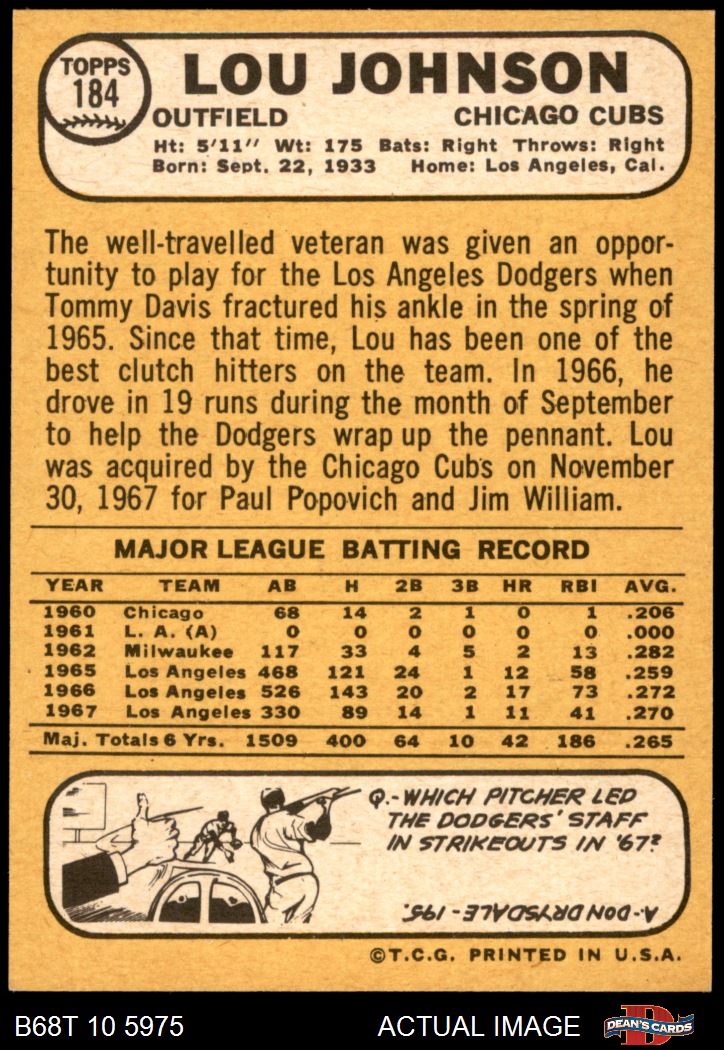 TOPPS
184
LOU JOHNSON
OUTFIELD CHICAGO CUBS
Ht: 5'11" Wt: 175 Bats: Right Throws: Right
Born: Sept. 22, 1933 Home: Los Angeles, Cal.
The well-travelled veteran was given an oppor-
tunity to play for the Los Angeles Dodgers when
Tommy Davis fractured his ankle in the spring of
1965. Since that time, Lou has been one of the
best clutch hitters on the team. In 1966, he
drove in 19 runs during the month of September
to help the Dodgers wrap up the pennant. Lou
was acquired by the Chicago Cubs on November
30, 1967 for Paul Popovich and Jim William.
MAJOR LEAGUE BATTING RECORD
YEAR TEAM AB H 2B 3B HR RBI AVG.
1960 Chicago 68 14 2 1 0 1 .206
1961 L. A. (A) 0 0 0 0 0 0 .000
1962 Milwaukee 117 33 4 5 2 13 .282
1965 Los Angeles 468 121 24 1 12 58 .259
1966 Los Angeles 526 143 20 2 17 73 .272
1967 Los Angeles 330 89 14 1 11 41 .270
Maj. Totals 6 Yrs. 1509 400 64 10 42 186 .265
Q.-WHICH PITCHER LED
THE DODGERS' STAFF
IN STRIKEOUTS IN '67?
A-DON DRYSDALE-196.
©T.C.G. PRINTED IN U.S.A.
B68T 10 5975 ACTUAL IMAGE D DEAN'S CARDS